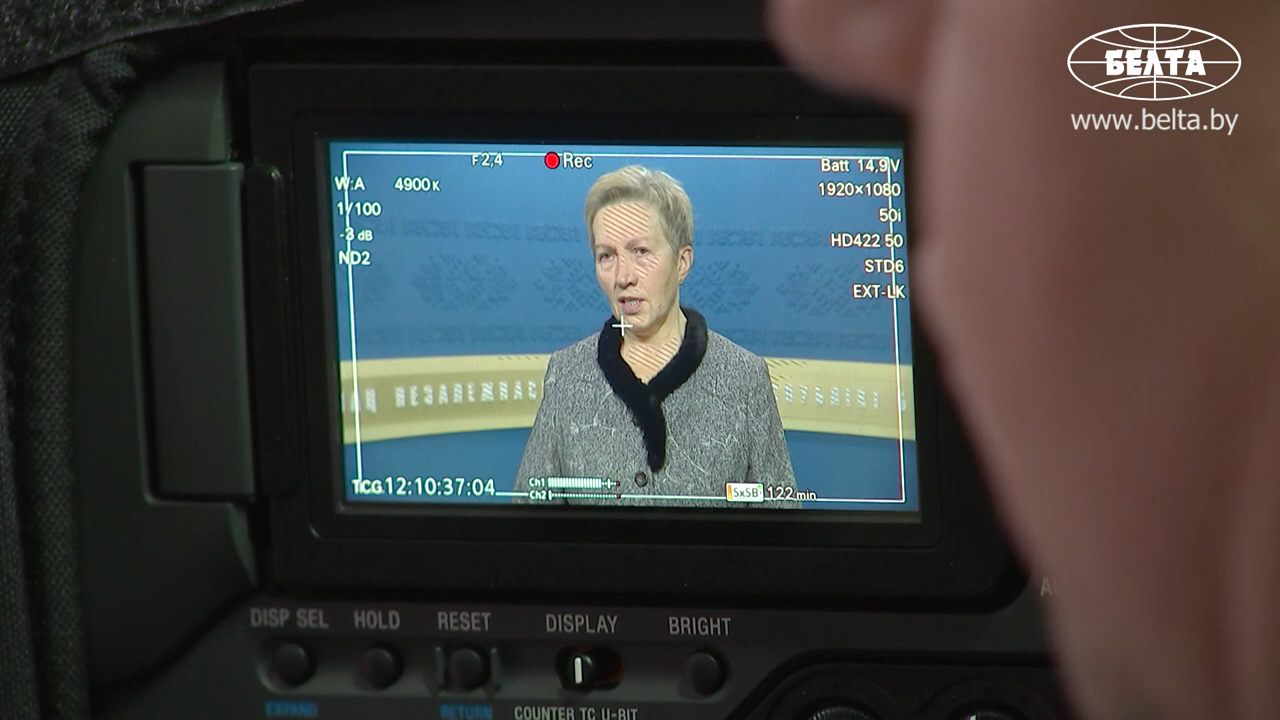 БЕЛТА
www.belta.by
F2,4
Rec
Batt 14,9V
W:A 4900K
1920×1080
1/100
50i
-3 dB
HD422 50
ND2
STD6
EXT-LK
НЕЗАЛЕЖНАС
TCG 12:10:37:04
Ch1
Ch2
SxSB
122 min
DISP SEL
HOLD
RESET
DISPLAY
BRIGHT
EXPAND
RETURN
COUNTER TC U-BIT